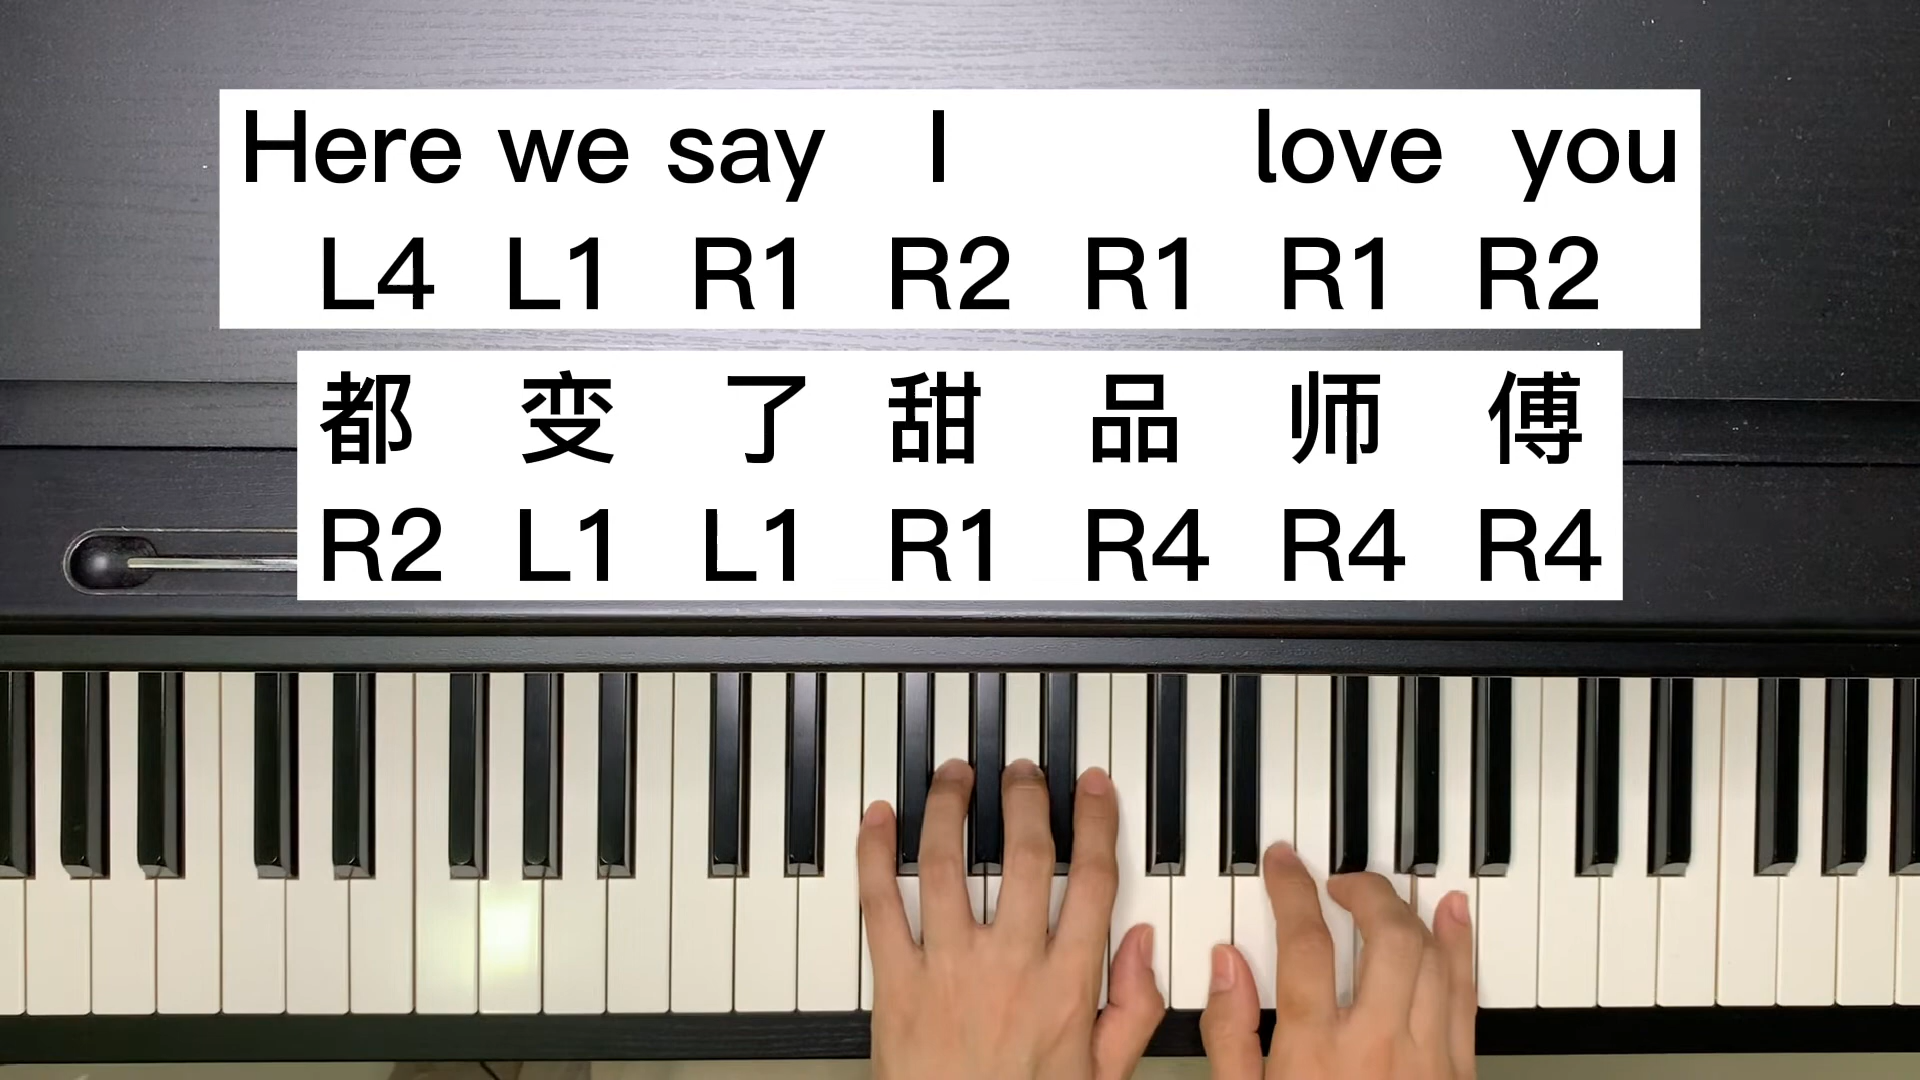 Here we say I love you
L4 L1 R1 R2 R1 R1 R2
都 变 了 甜 品 师 傅
R2 L1 L1 R1 R4 R4 R4